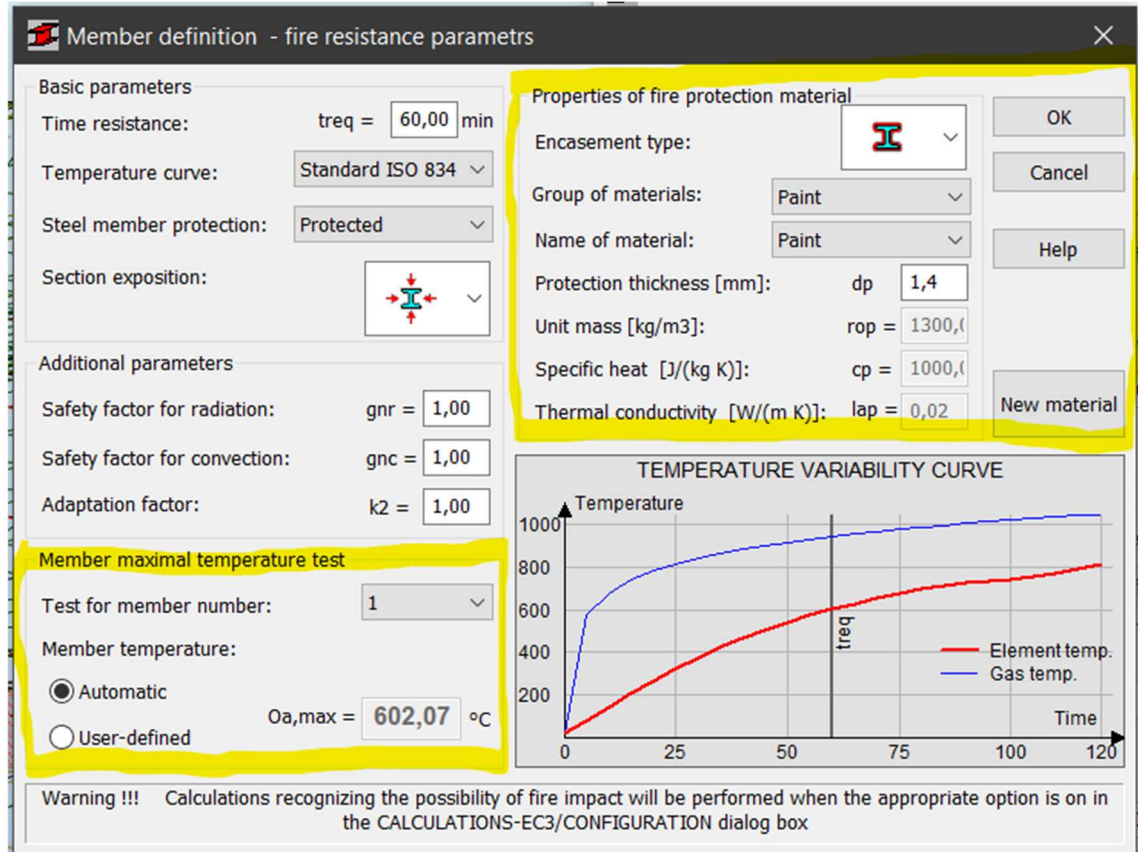 Member definition - fire resistance parametrs
Basic parameters
Time resistance: treq = 60,00 min
Temperature curve: Standard ISO 834
Steel member protection: Protected
Section exposition:
Additional parameters
Safety factor for radiation: gnr = 1,00
Safety factor for convection: gnc = 1,00
Adaptation factor: k2 = 1,00
Member maximal temperature test
Test for member number: 1
Member temperature:
Automatic
Oa,max = 602,07 ºC
User-defined
Properties of fire protection material
Encasement type:
Group of materials: Paint
Name of material: Paint
Protection thickness [mm]: dp 1,4
Unit mass [kg/m3]: rop = 1300,(
Specific heat [J/(kg K)]: cp = 1000,(
Thermal conductivity [W/(m K)]: lap = 0,02
OK
Cancel
Help
New material
TEMPERATURE VARIABILITY CURVE
Temperature
1000
800
600
400
200
treq
Element temp.
Gas temp.
Time
0 25 50 75 100 120
Warning !!! Calculations recognizing the possibility of fire impact will be performed when the appropriate option is on in
the CALCULATIONS-EC3/CONFIGURATION dialog box